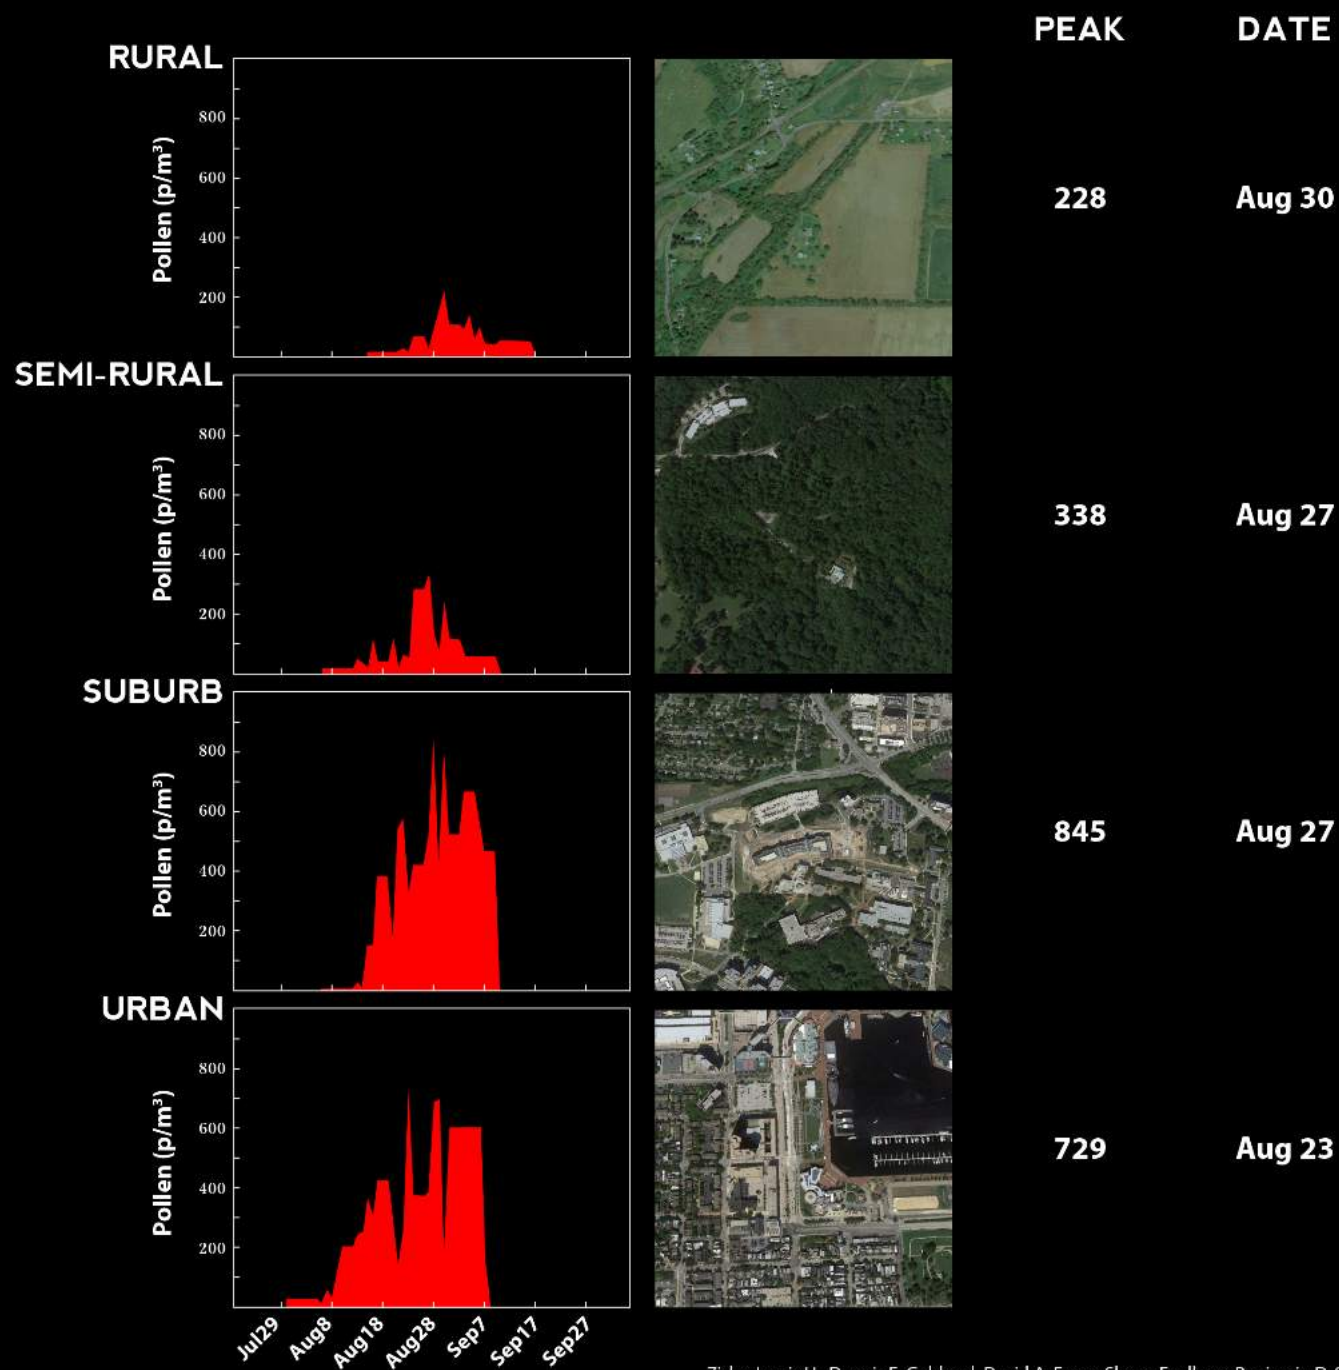 PEAK DATE
RURAL
Pollen (p/m³)
800
600
400
200
228 Aug 30
SEMI-RURAL
Pollen (p/m³)
800
600
400
200
338 Aug 27
SUBURB
Pollen (p/m³)
800
600
400
200
845 Aug 27
URBAN
Pollen (p/m³)
800
600
400
200
729 Aug 23
Jul29 Aug8 Aug18 Aug28 Sep7 Sep17 Sep27